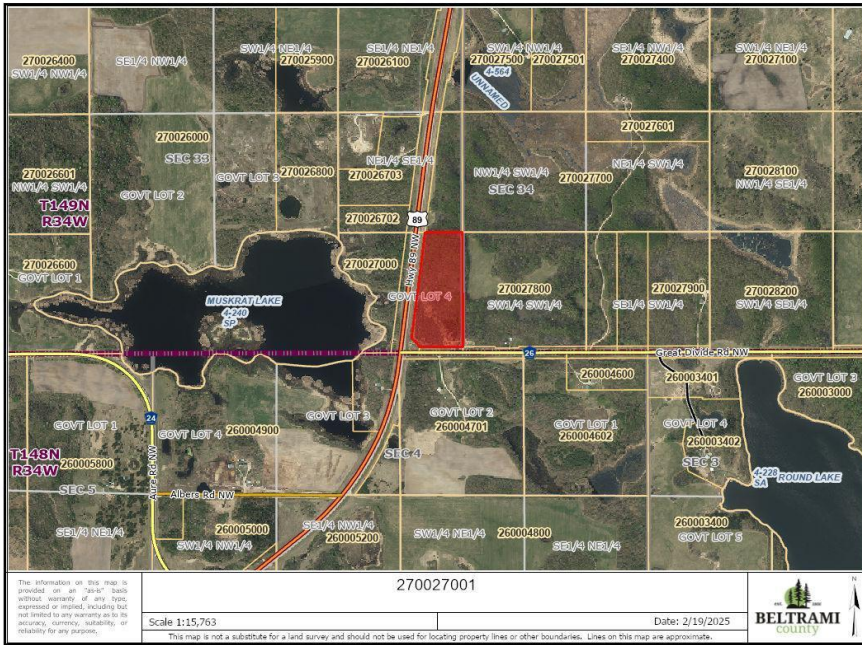 270026400
SW1/4 NW1/4
SE1/4 NW1/4
SW1/4 NE1/4
270025900
SE1/4 NE1/4
270026100
SW1/4 NW1/4
270027500
270027501
4-564
UNNAMED
SE1/4 NW1/4
270027400
SW1/4 NE1/4
270027100
270026000
SEC 33
270027601
270026601
NW1/4 SW1/4
GOVT LOT 2
GOVT LOT 3
270026800
NE1/4 SE1/4
270026703
NW1/4 SW1/4
SEC 34
NE1/4 SW1/4
270027700
270028100
NW1/4 SE1/4
T149N
R34W
270026702
89
Hwy 89 NW
270026600
GOVT LOT 1
270027000
MUSKRAT LAKE
4-240
SP
GOVT LOT 4
270027800
SW1/4 SW1/4
270027900
SE1/4 SW1/4
270028200
SW1/4 SE1/4
26
Great Divide Rd NW
270004600
260003401
GOVT LOT 3
260003000
24
GOVT LOT 1
GOVT LOT 4
260004900
GOVT LOT 3
GOVT LOT 2
260004701
GOVT LOT 1
260004602
GOVT LOT 4
260003402
T148N
R34W
260005800
SEC 5
Aure Rd NW
SEC 4
SEC 3
4-228
SA
ROUND LAKE
Albers Rd NW
SE1/4 NE1/4
260005000
SW1/4 NW1/4
SE1/4 NW1/4
260005200
SW1/4 NE1/4
260004800
SE1/4 NE1/4
260003400
GOVT LOT 5
The information on this map is
provided on an "as-is" basis
without warranty of any type,
expressed or implied, including but
not limited to any warranty as to its
accuracy, currency, suitability, or
reliability for any purpose.
270027001
Scale 1:15,763
Date: 2/19/2025
This map is not a substitute for a land survey and should not be used for locating property lines or other boundaries. Lines on this map are approximate.
BELTRAMI
county
N